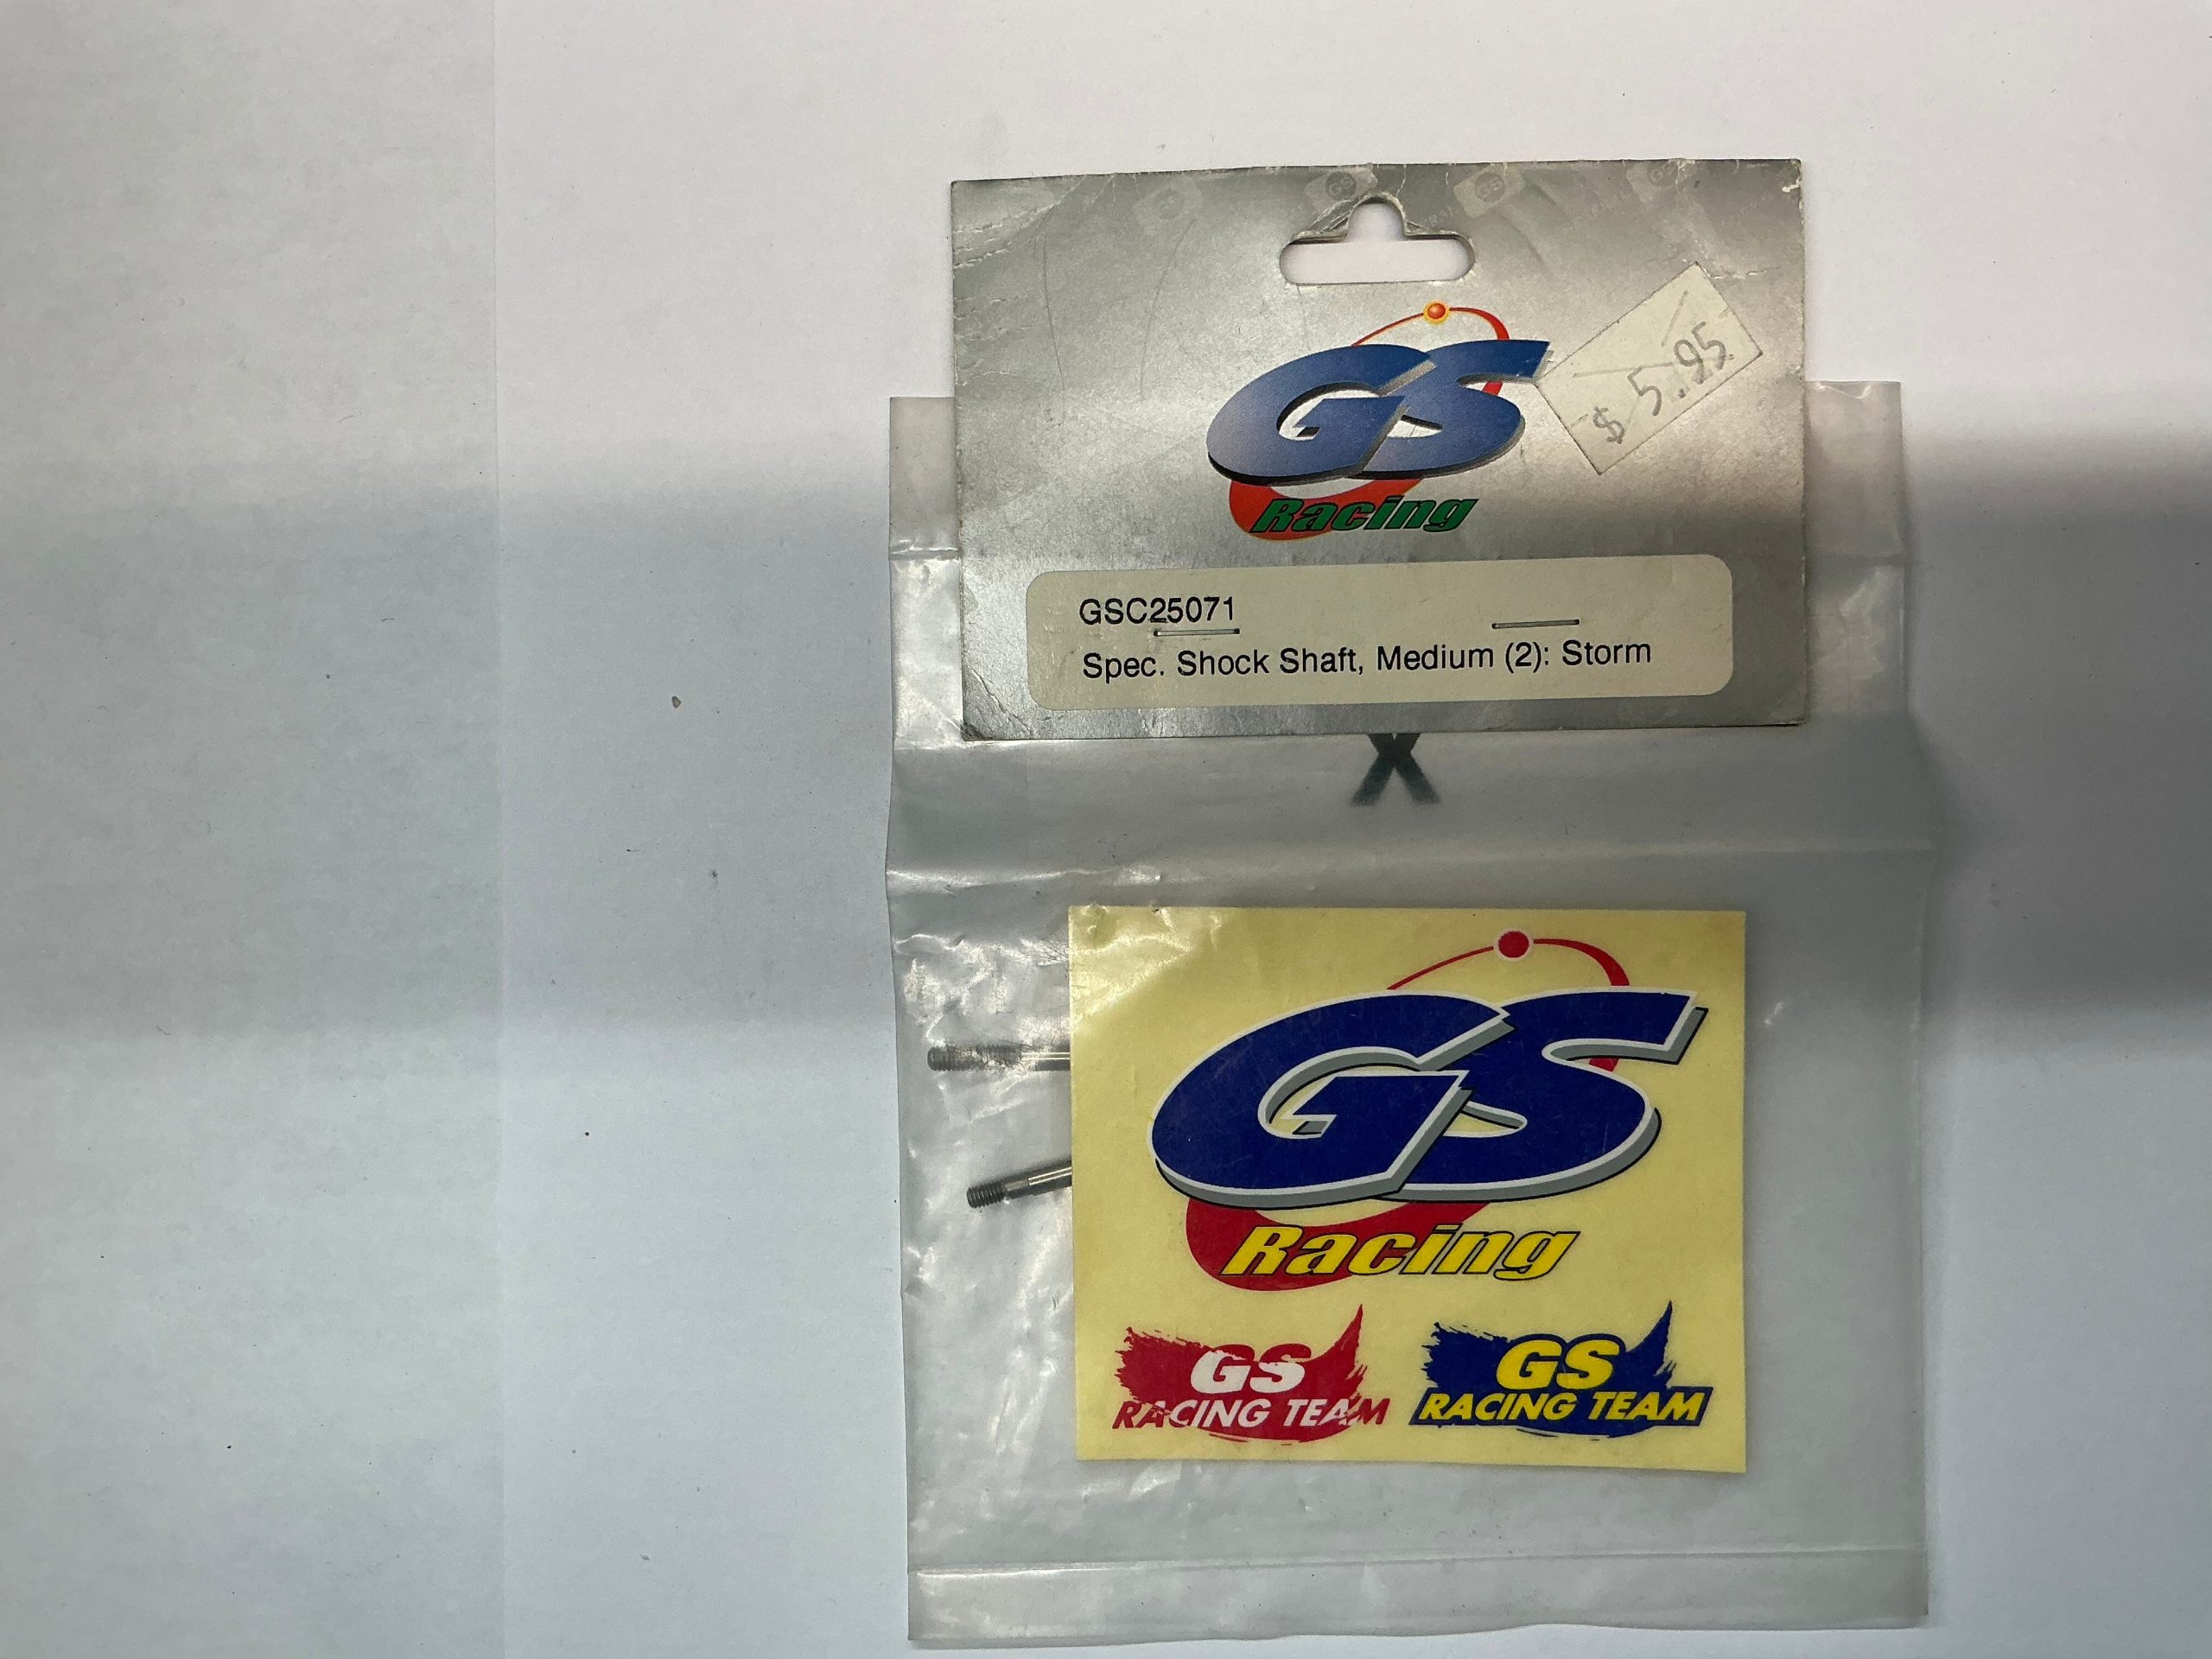 GS
$ 5.95
Racing
GSC25071
Spec. Shock Shaft, Medium (2): Storm
X
GS
Racing
GS
RACING TEAM
GS
RACING TEAM